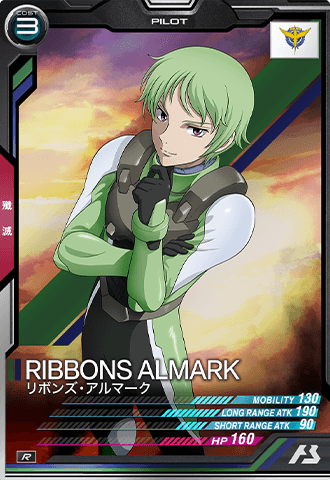 COST
3
PILOT
殲滅
RIBBONS ALMARK
リボンズ・アルマーク
MOBILITY 130
LONG RANGE ATK 190
SHORT RANGE ATK 90
HP 160
R